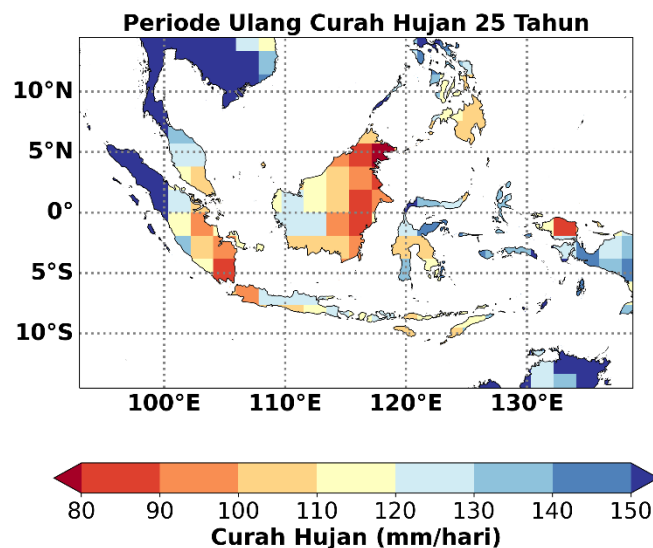 Periode Ulang Curah Hujan 25 Tahun
10°N
5°N
0°
5°S
10°S
100°E 110°E 120°E 130°E
80 90 100 110 120 130 140 150
Curah Hujan (mm/hari)